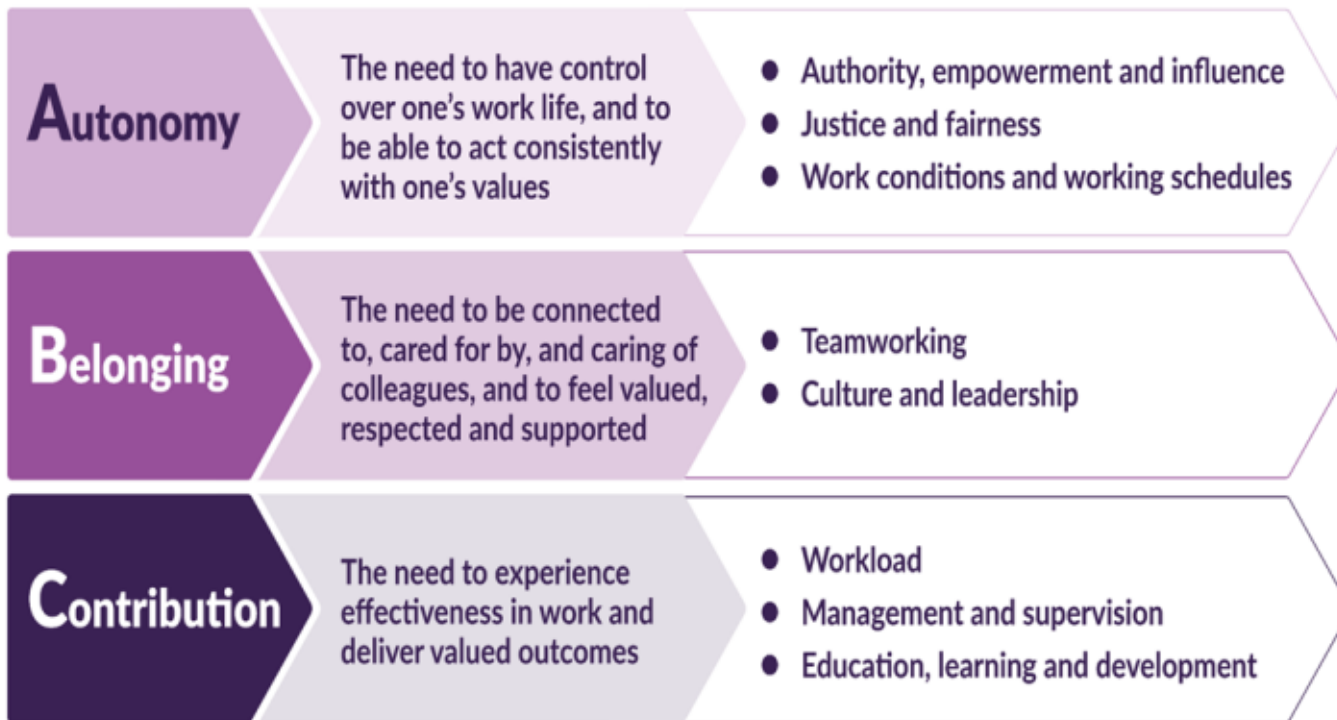 Autonomy
The need to have control
over one's work life, and to
be able to act consistently
with one's values
● Authority, empowerment and influence
● Justice and fairness
● Work conditions and working schedules
Belonging
The need to be connected
to, cared for by, and caring of
colleagues, and to feel valued,
respected and supported
● Teamworking
● Culture and leadership
Contribution
The need to experience
effectiveness in work and
deliver valued outcomes
● Workload
● Management and supervision
● Education, learning and development